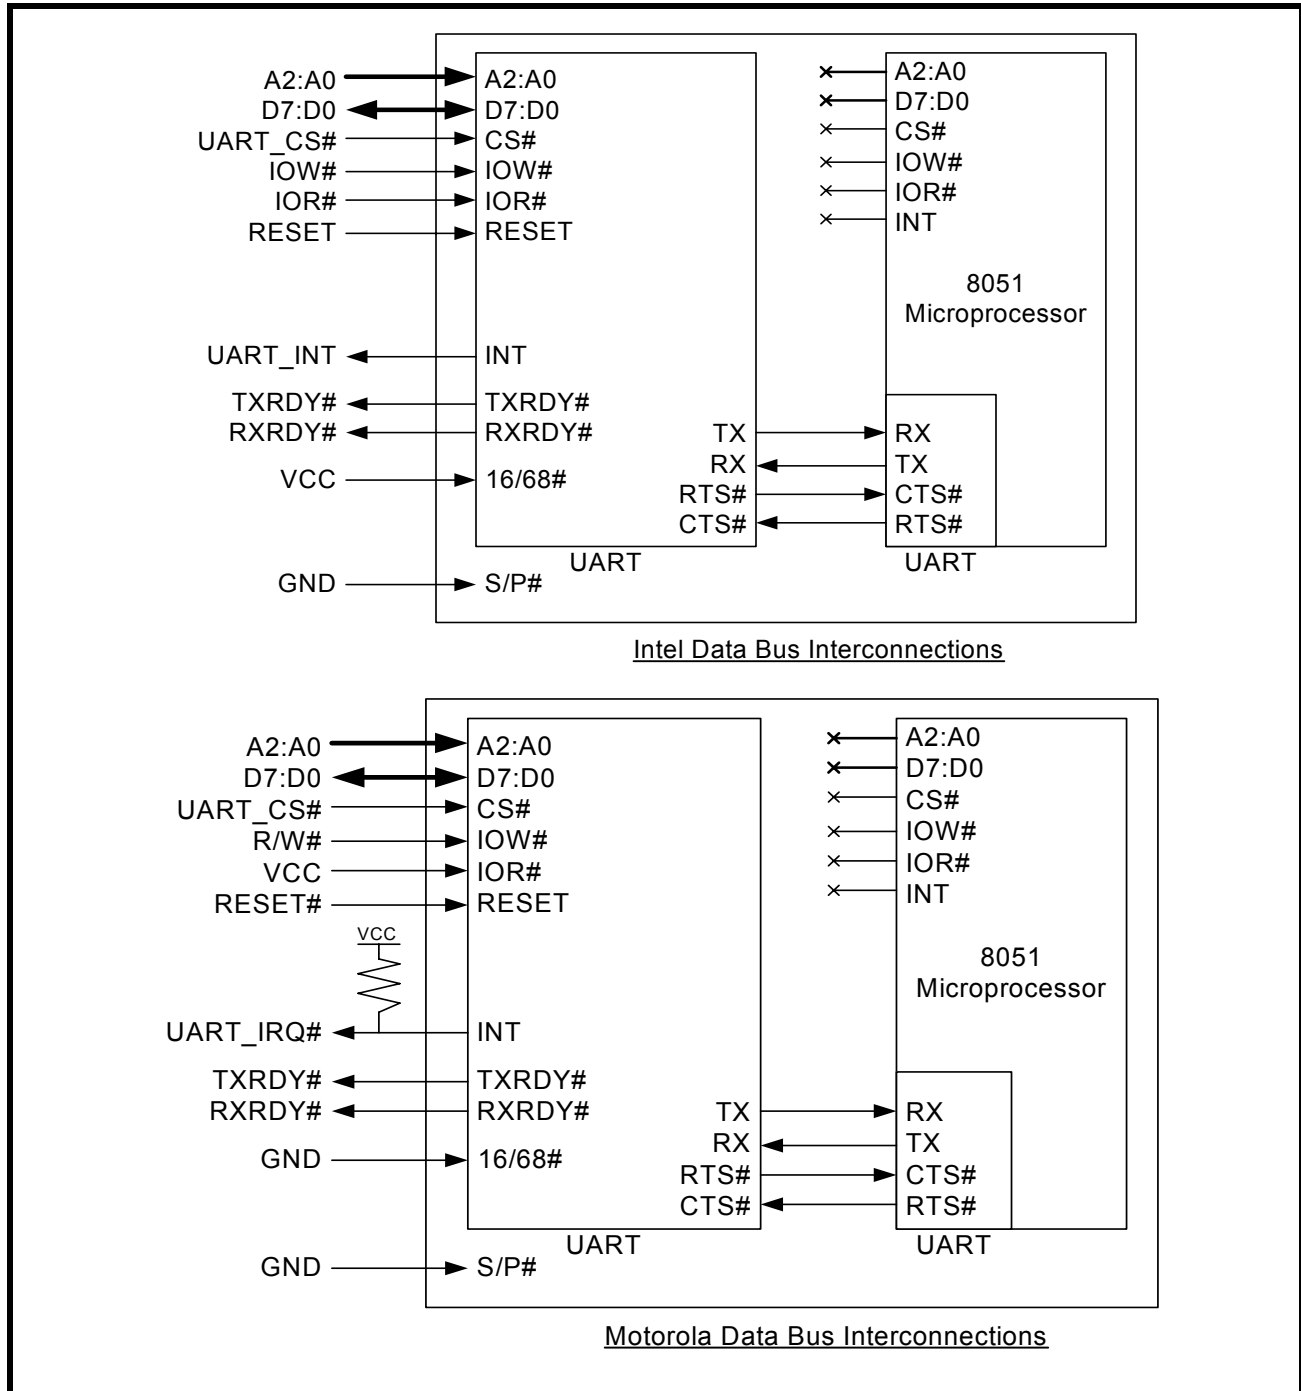 A2:A0 A2:A0 A2:A0
D7:D0 D7:D0 D7:D0
UART_CS# CS# CS#
IOW# IOW# IOW#
IOR# IOR# IOR#
RESET RESET INT
8051
Microprocessor
UART_INT INT
TXRDY# TXRDY#
RXRDY# RXRDY# TX RX
RX TX
VCC 16/68# RTS# CTS#
CTS# RTS#
UART UART
GND S/P#
Intel Data Bus Interconnections
A2:A0 A2:A0 A2:A0
D7:D0 D7:D0 D7:D0
UART_CS# CS# CS#
R/W# IOW# IOW#
VCC IOR# IOR#
RESET# RESET INT
VCC
8051
Microprocessor
UART_IRQ# INT
TXRDY# TXRDY#
RXRDY# RXRDY# TX RX
RX TX
GND 16/68# RTS# CTS#
CTS# RTS#
UART UART
GND S/P#
Motorola Data Bus Interconnections